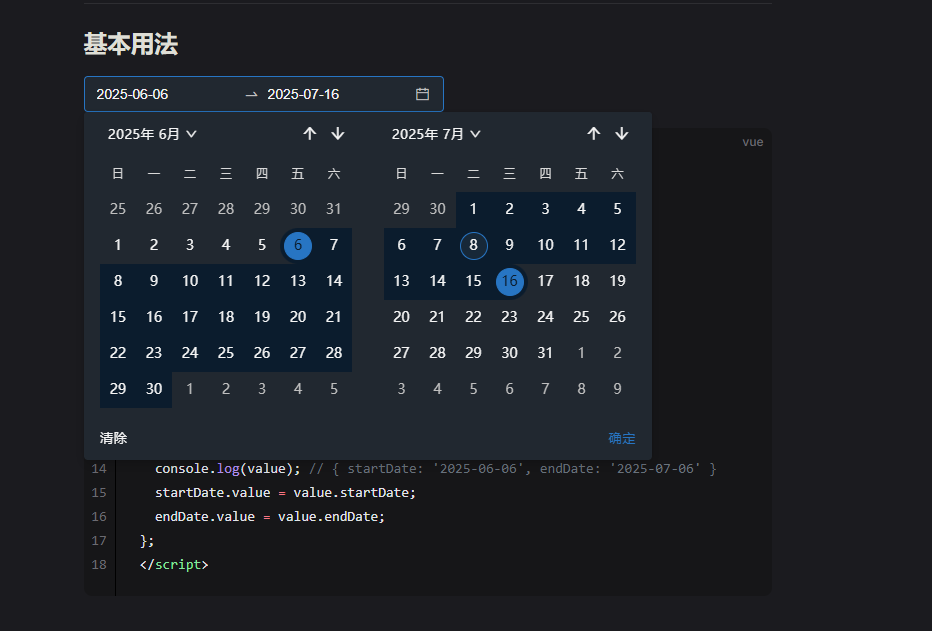 基本用法
2025-06-06 → 2025-07-16
vue
2025年 6月
日 一 二 三 四 五 六
25 26 27 28 29 30 31
1 2 3 4 5 6 7
8 9 10 11 12 13 14
15 16 17 18 19 20 21
22 23 24 25 26 27 28
29 30 1 2 3 4 5
2025年 7月
日 一 二 三 四 五 六
29 30 1 2 3 4 5
6 7 8 9 10 11 12
13 14 15 16 17 18 19
20 21 22 23 24 25 26
27 28 29 30 31 1 2
3 4 5 6 7 8 9
清除 确定
14 console.log(value); // { startDate: '2025-06-06', endDate: '2025-07-06' }
15 startDate.value = value.startDate;
16 endDate.value = value.endDate;
17 };
18 </script>